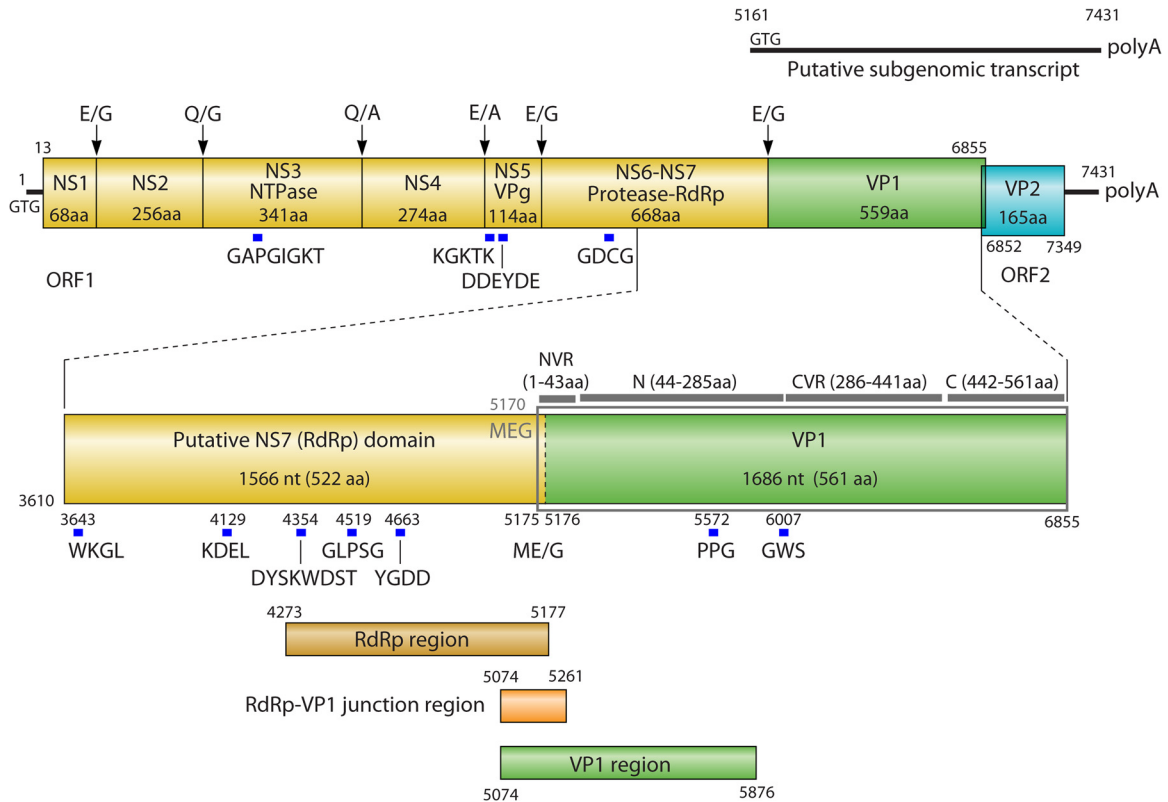 5161 7431
GTG polyA
Putative subgenomic transcript
E/G Q/G Q/A E/A E/G E/G
13 6855
1 NS1 NS2 NS3 NTPase NS4 NS5 VPg NS6-NS7 Protease-RdRp VP1 VP2 7431
GTG polyA
68aa 256aa 341aa 274aa 114aa 668aa 559aa 165aa
6852 7349
GAPGIGKT KGKTK GDCG
DDEYDE
ORF1 ORF2
NVR
(1-43aa) N (44-285aa) CVR (286-441aa) C (442-561aa)
5170
MEG
Putative NS7 (RdRp) domain VP1
1566 nt (522 aa) 1686 nt (561 aa)
3610
3643 4129 4354 4519 4663 5175 5176 5572 6007 6855
WKGL KDEL GLPSG ME/G PPG GWS
DYSKWDST YGDD
4273 5177
RdRp region
5074 5261
RdRp-VP1 junction region
VP1 region
5074 5876